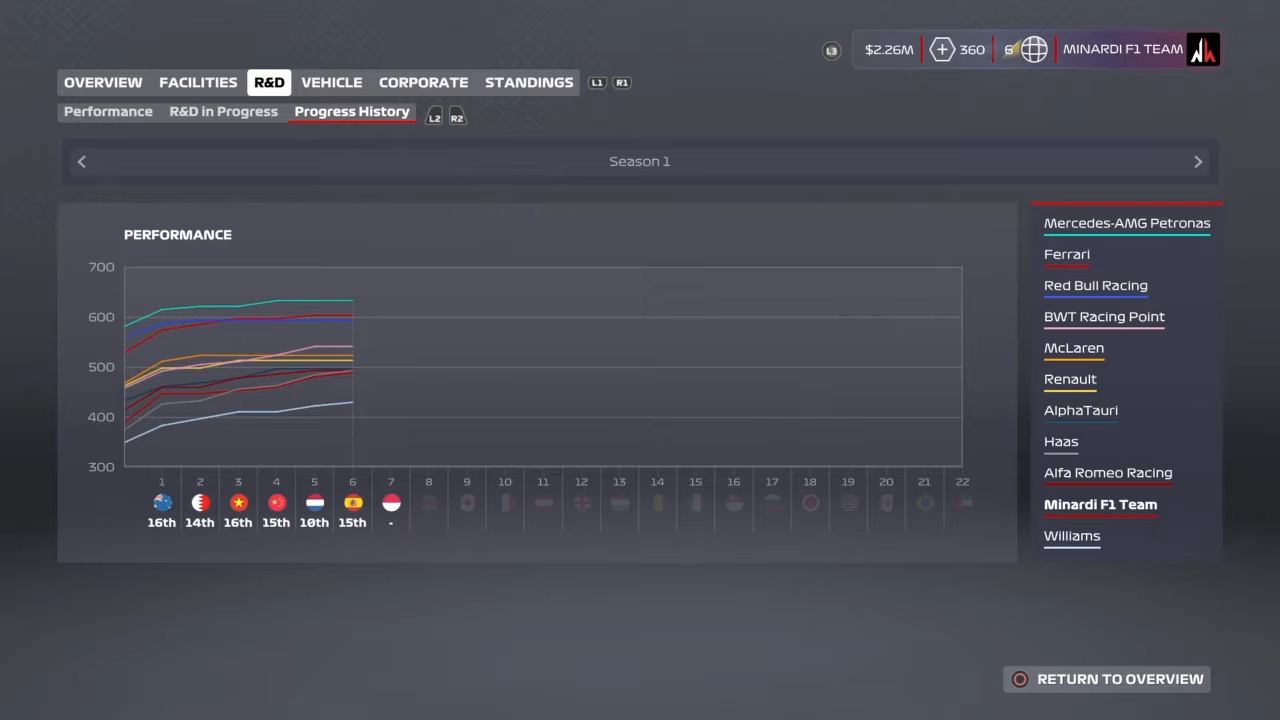 L3
$2.26M
360
6
MINARDI F1 TEAM
OVERVIEW FACILITIES R&D VEHICLE CORPORATE STANDINGS L1 R1
Performance R&D in Progress Progress History L2 R2
Season 1
PERFORMANCE
700
600
500
400
300
1 2 3 4 5 6 7 8 9 10 11 12 13 14 15 16 17 18 19 20 21 22
16th 14th 16th 15th 10th 15th -
Mercedes-AMG Petronas
Ferrari
Red Bull Racing
BWT Racing Point
McLaren
Renault
AlphaTauri
Haas
Alfa Romeo Racing
Minardi F1 Team
Williams
RETURN TO OVERVIEW